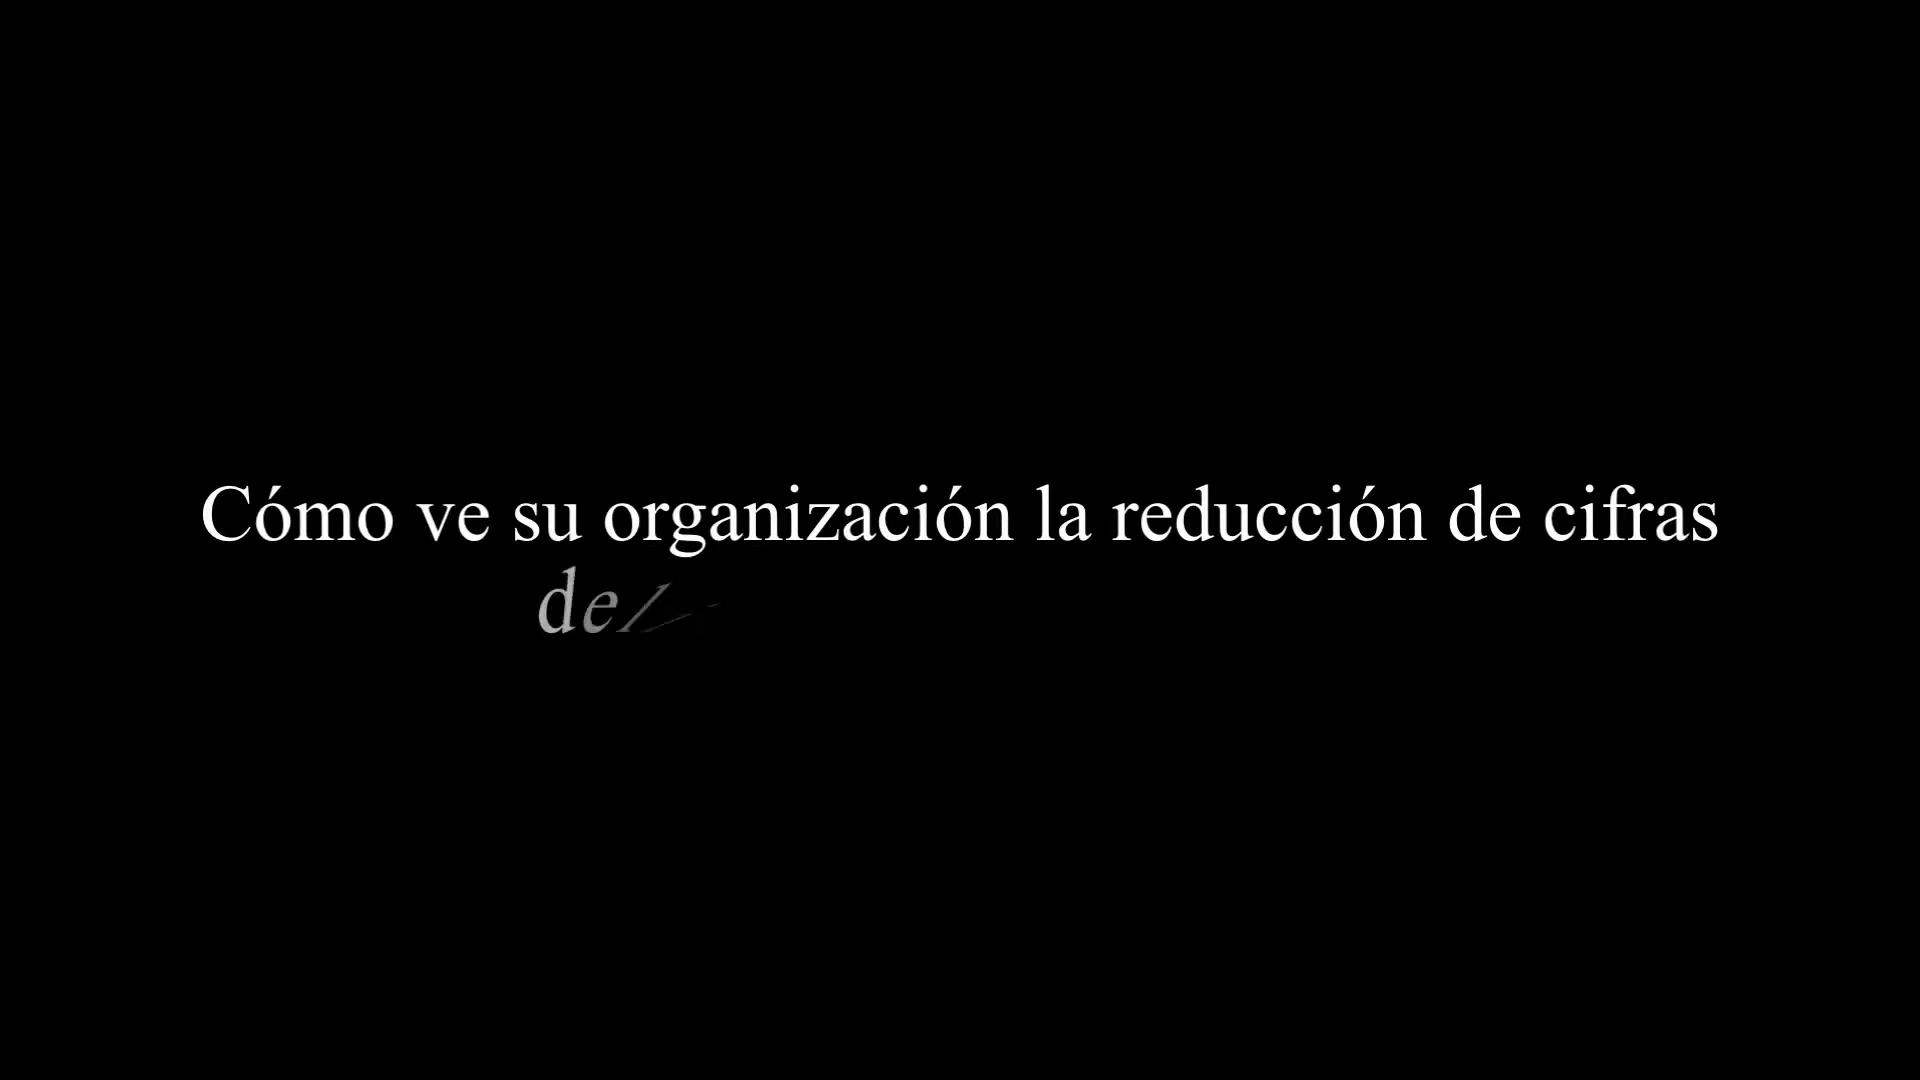 Cómo ve su organización la reducción de cifras
de